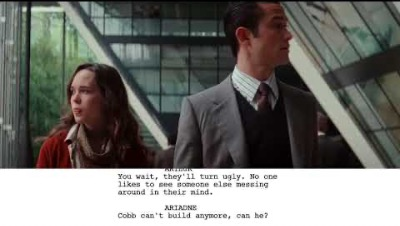 You wait, they'll turn ugly. No one
likes to see someone else messing
around in their mind.
ARIADNE
Cobb can't build anymore, can he?